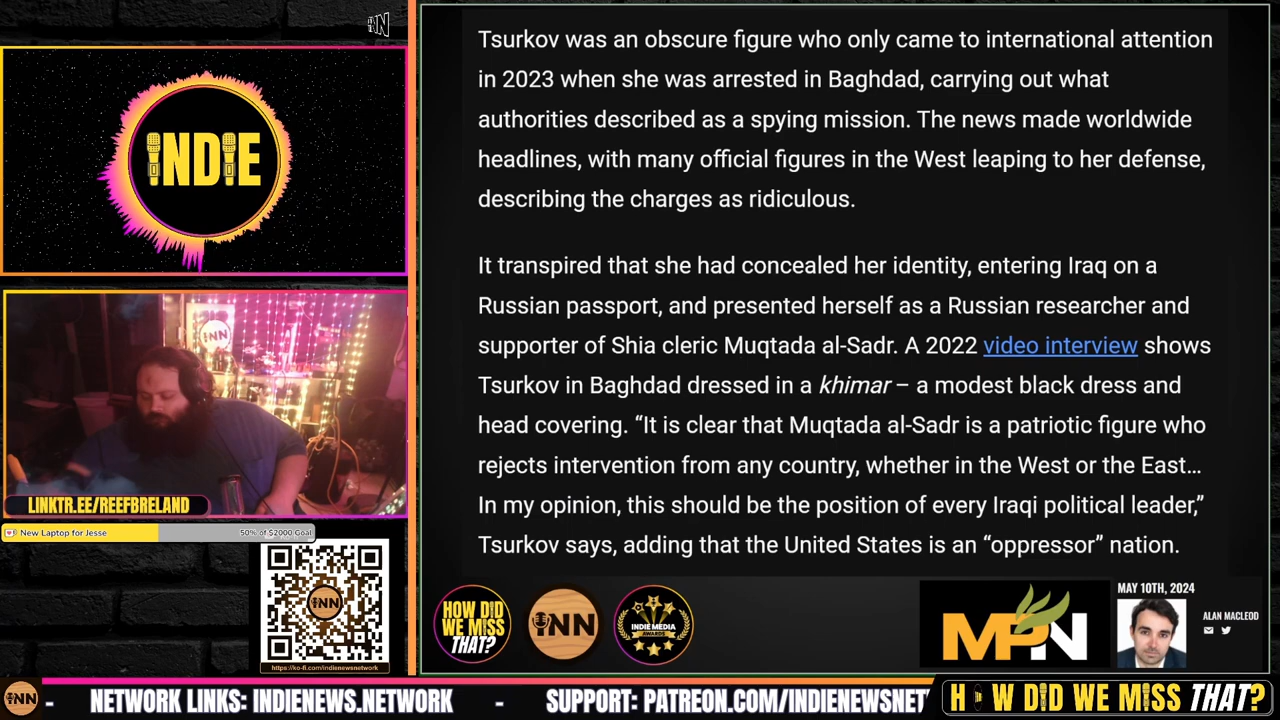 INN
INDIE
INN
LINKTR.EE/REEFBRELAND
New Laptop for Jesse
50% of $2000 Goal
INN
https://ko-fi.com/indienewsnetwork
Tsurkov was an obscure figure who only came to international attention
in 2023 when she was arrested in Baghdad, carrying out what
authorities described as a spying mission. The news made worldwide
headlines, with many official figures in the West leaping to her defense,
describing the charges as ridiculous.
It transpired that she had concealed her identity, entering Iraq on a
Russian passport, and presented herself as a Russian researcher and
supporter of Shia cleric Muqtada al-Sadr. A 2022 video interview shows
Tsurkov in Baghdad dressed in a khimar – a modest black dress and
head covering. “It is clear that Muqtada al-Sadr is a patriotic figure who
rejects intervention from any country, whether in the West or the East...
In my opinion, this should be the position of every Iraqi political leader,”
Tsurkov says, adding that the United States is an “oppressor” nation.
HOW DID
WE MISS
THAT?
INN
INDIE MEDIA
AWARDS
MPN
MAY 10TH, 2024
ALAN MACLEOD
INN
- NETWORK LINKS: INDIENEWS.NETWORK - SUPPORT: PATREON.COM/INDIENEWSNET
HOW DID WE MISS THAT?